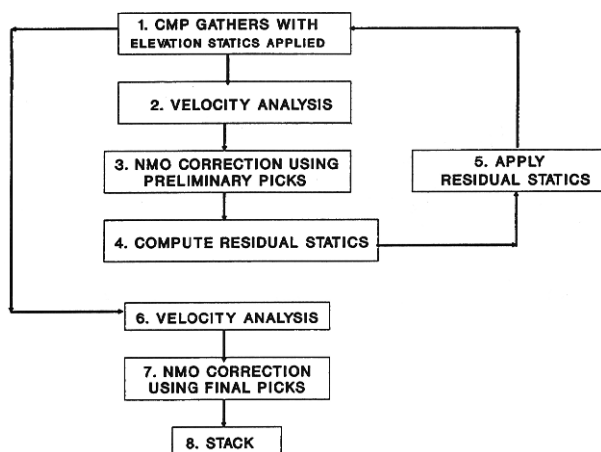 1. CMP GATHERS WITH
ELEVATION STATICS APPLIED
2. VELOCITY ANALYSIS
3. NMO CORRECTION USING
PRELIMINARY PICKS
4. COMPUTE RESIDUAL STATICS
5. APPLY
RESIDUAL STATICS
6. VELOCITY ANALYSIS
7. NMO CORRECTION
USING FINAL PICKS
8. STACK